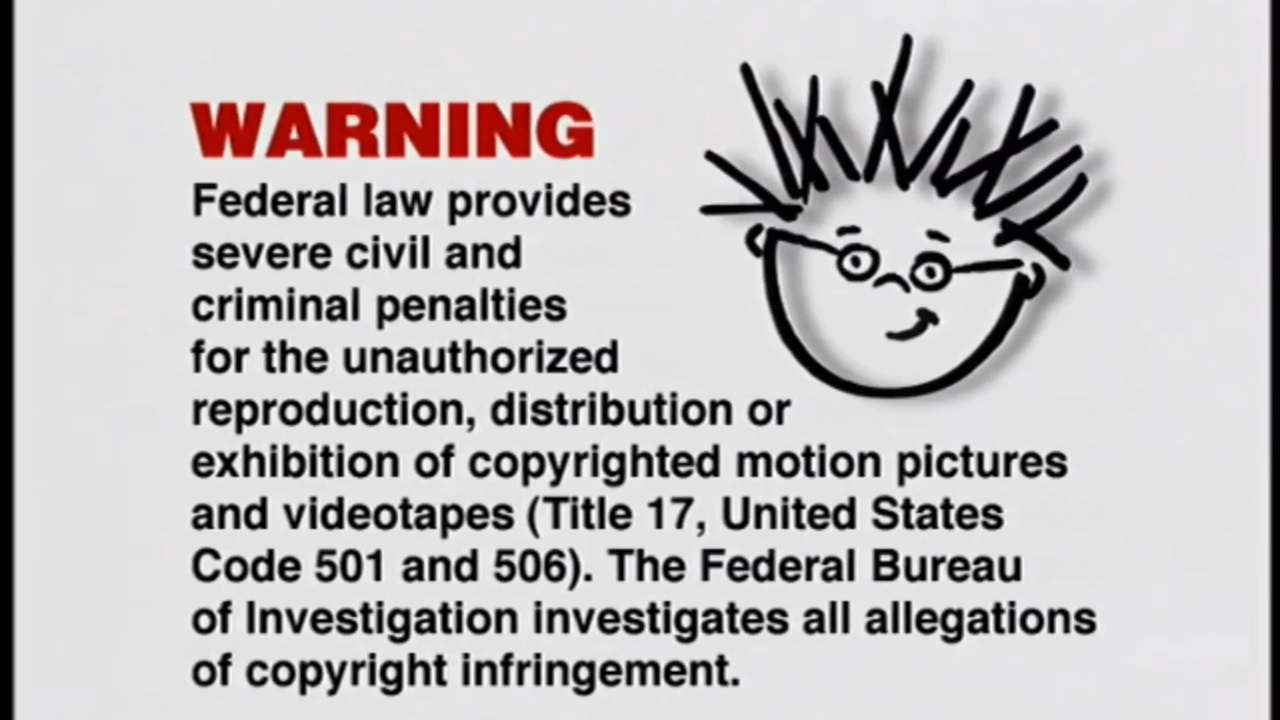 WARNING
Federal law provides
severe civil and
criminal penalties
for the unauthorized
reproduction, distribution or
exhibition of copyrighted motion pictures
and videotapes (Title 17, United States
Code 501 and 506). The Federal Bureau
of Investigation investigates all allegations
of copyright infringement.